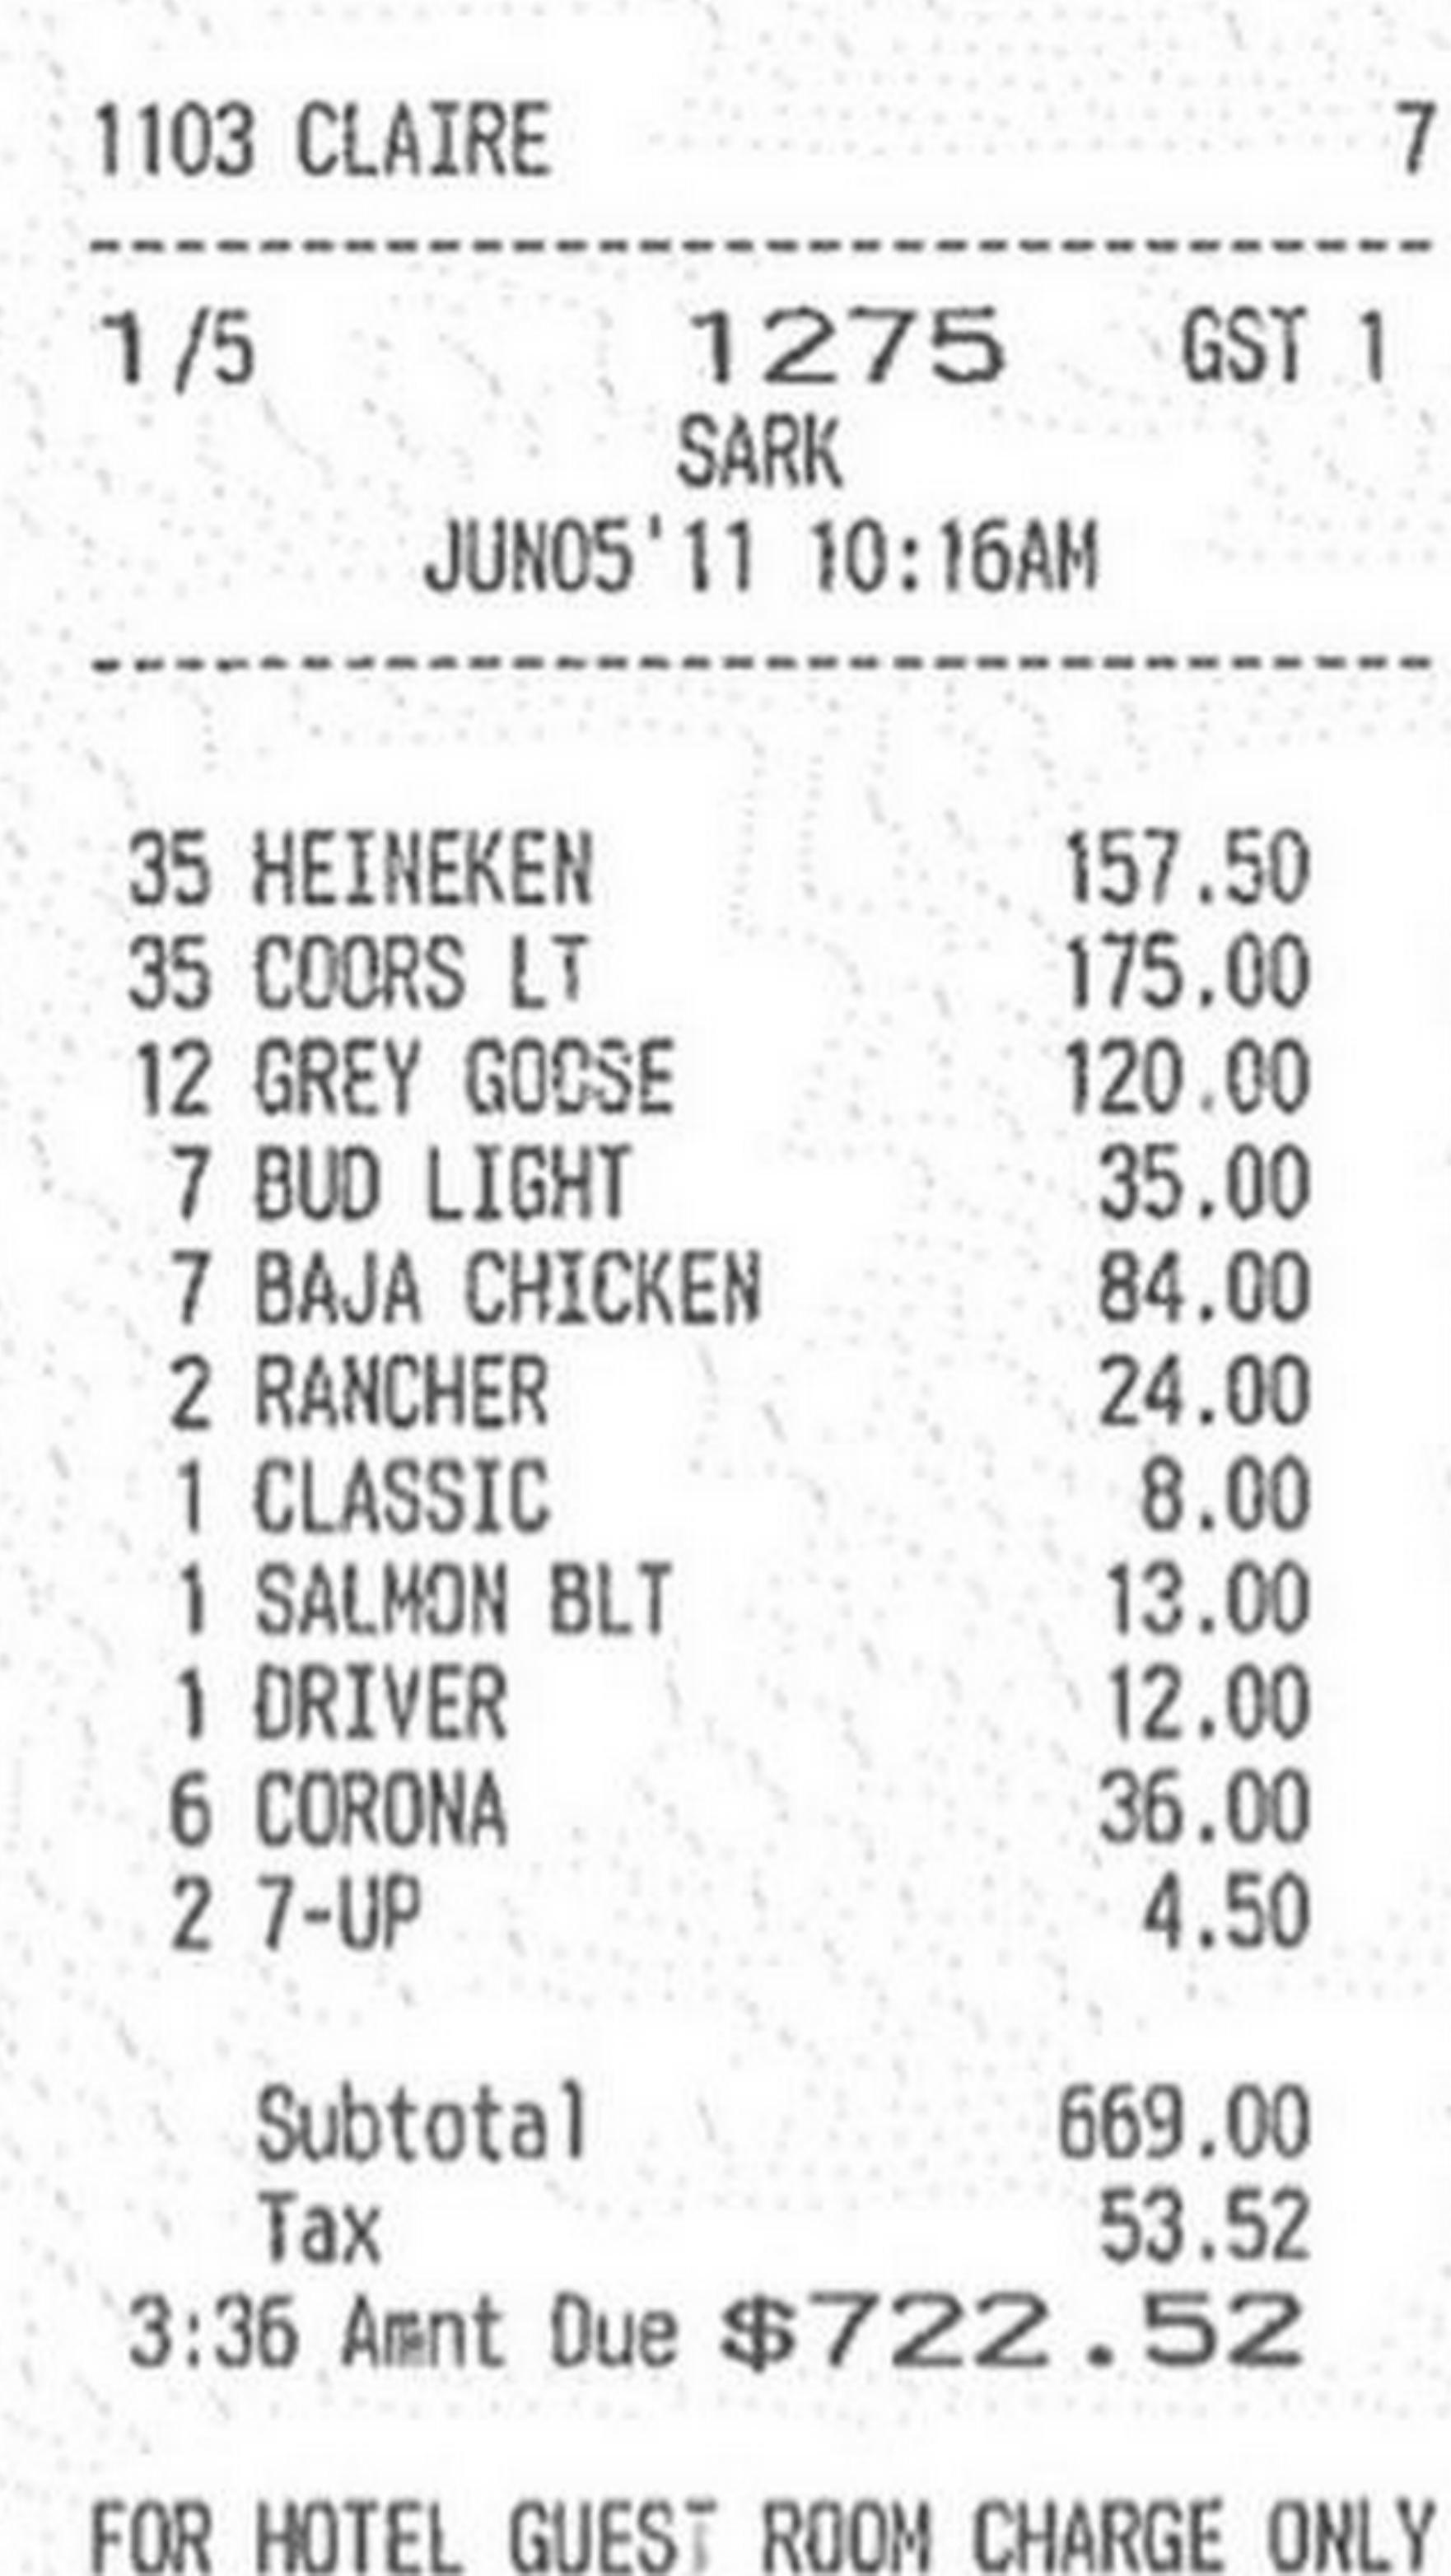 1103 CLAIRE 7
--------------------------------
1/5 1275 GST 1
SARK
JUN05'11 10:16AM
--------------------------------
35 HEINEKEN 157.50
35 COORS LT 175.00
12 GREY GOOSE 120.00
7 BUD LIGHT 35.00
7 BAJA CHICKEN 84.00
2 RANCHER 24.00
1 CLASSIC 8.00
1 SALMON BLT 13.00
1 DRIVER 12.00
6 CORONA 36.00
2 7-UP 4.50
Subtotal 669.00
Tax 53.52
3:36 Amnt Due $722.52
FOR HOTEL GUEST ROOM CHARGE ONLY